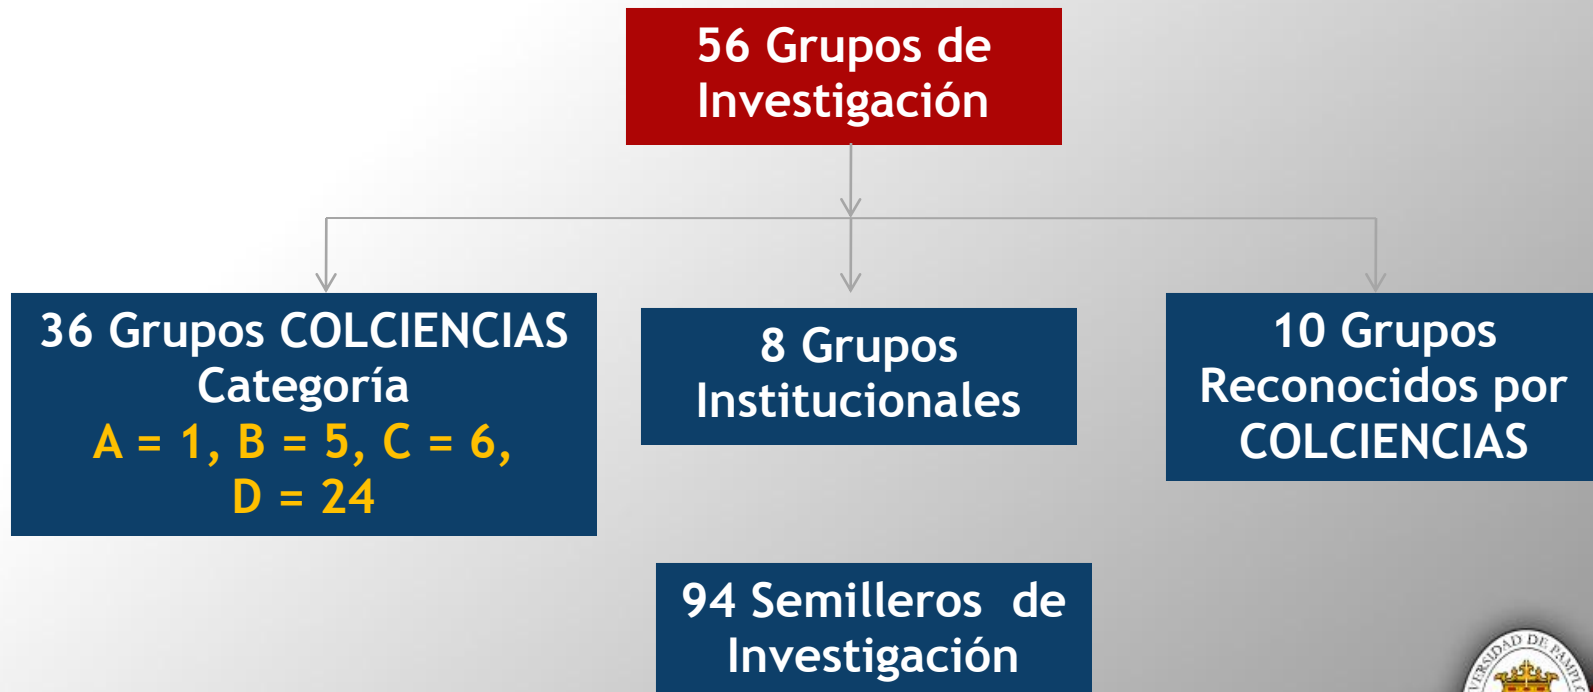 56 Grupos de
Investigación
36 Grupos COLCIENCIAS
Categoría
A = 1, B = 5, C = 6,
D = 24
8 Grupos
Institucionales
10 Grupos
Reconocidos por
COLCIENCIAS
94 Semilleros de
Investigación